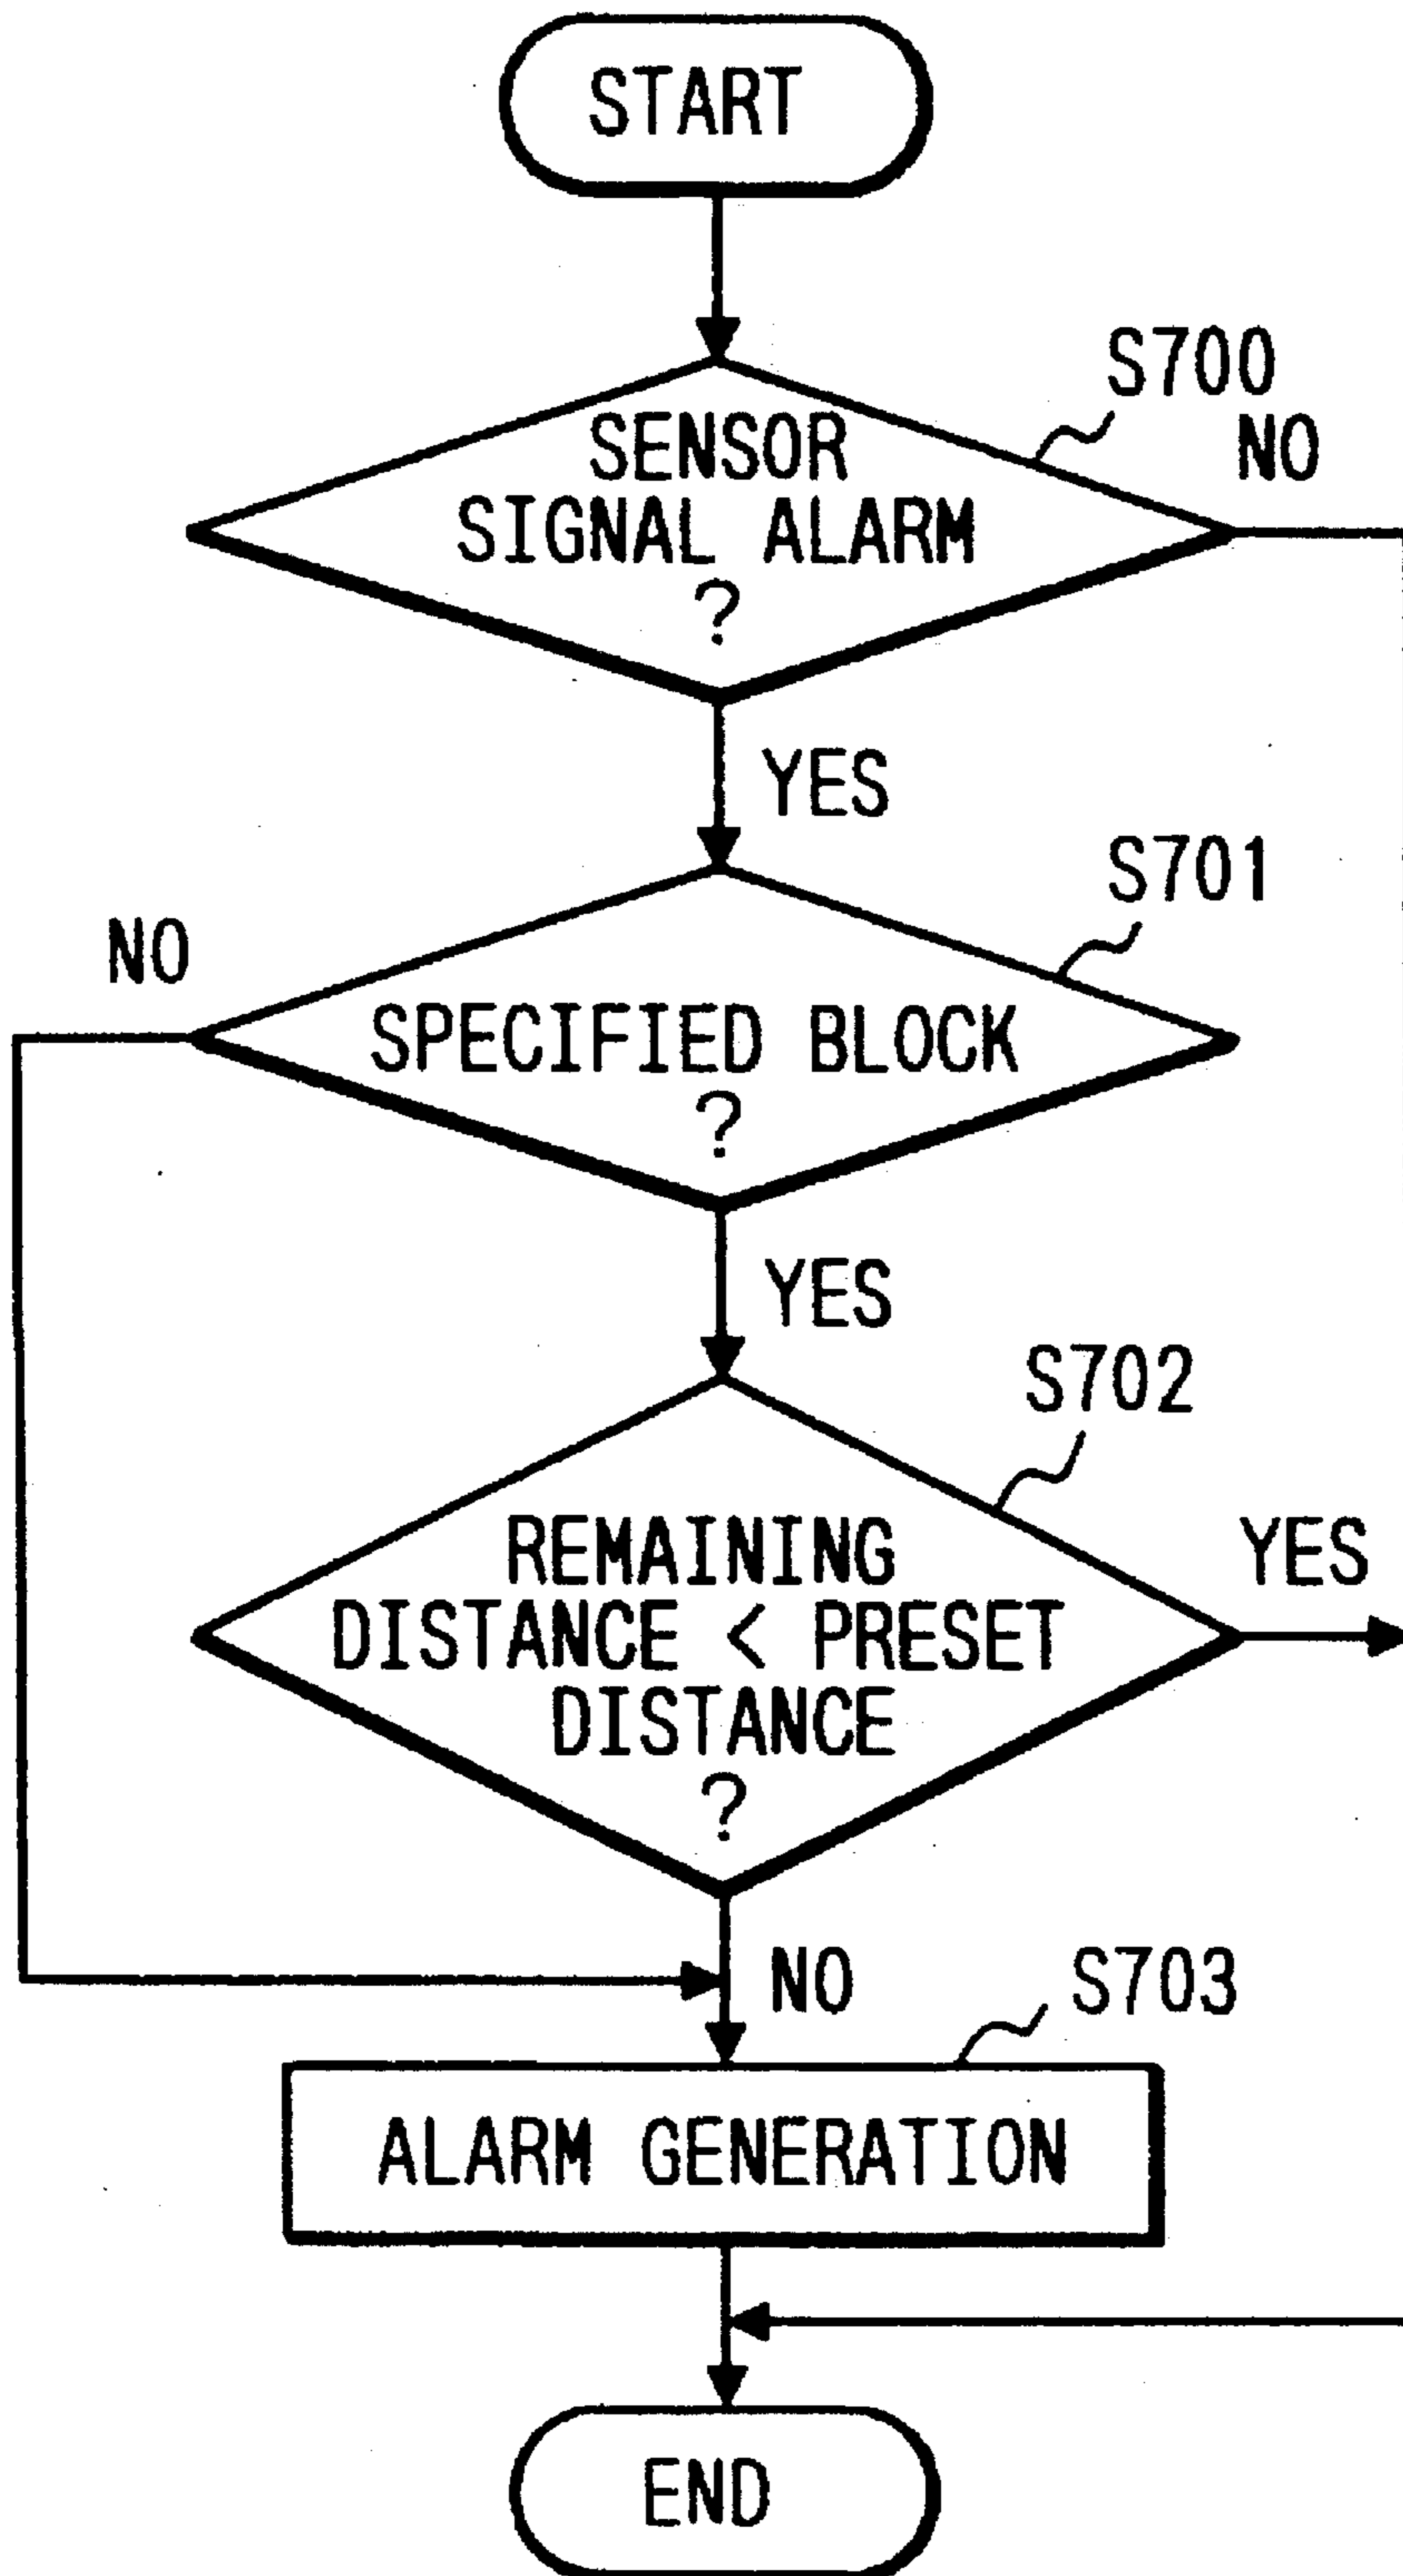 START
S700
NO
SENSOR
SIGNAL ALARM
?
YES
S701
NO
SPECIFIED BLOCK
?
YES
S702
REMAINING
DISTANCE < PRESET
DISTANCE
?
YES
NO
S703
ALARM GENERATION
END